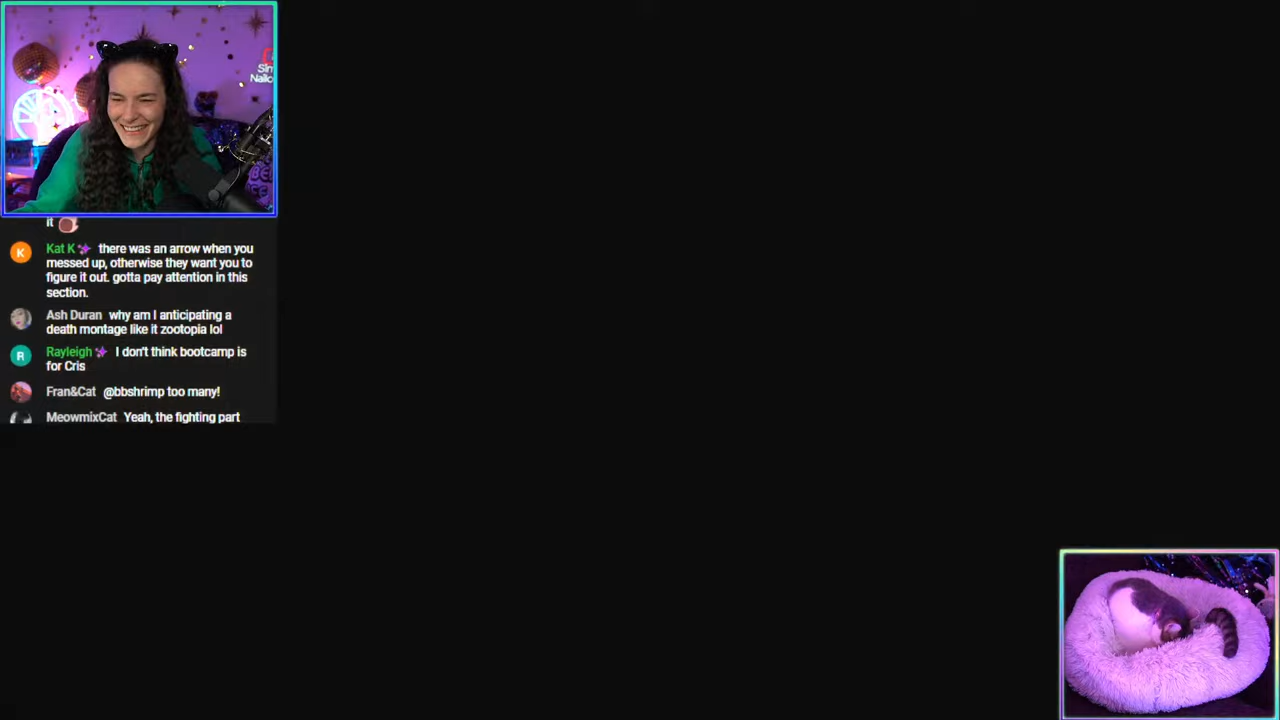 it
K
Kat K there was an arrow when you
messed up, otherwise they want you to
figure it out. gotta pay attention in this
section.
Ash Duran why am I anticipating a
death montage like it zootopia lol
R
Rayleigh I don't think bootcamp is
for Cris
Fran&Cat @bbshrimp too many!
MeowmixCat Yeah, the fighting part